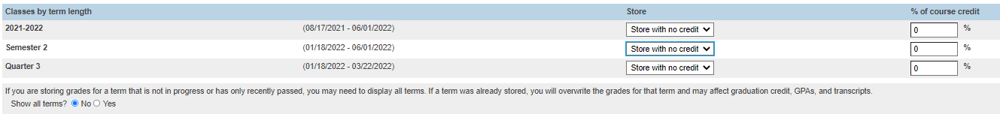 Classes by term length Store % of course credit
2021-2022 (08/17/2021 - 06/01/2022) Store with no credit 0 %
Semester 2 (01/18/2022 - 06/01/2022) Store with no credit 0 %
Quarter 3 (01/18/2022 - 03/22/2022) Store with no credit 0 %
If you are storing grades for a term that is not in progress or has only recently passed, you may need to display all terms. If a term was already stored, you will overwrite the grades for that term and may affect graduation credit, GPAs, and transcripts.
Show all terms? No Yes